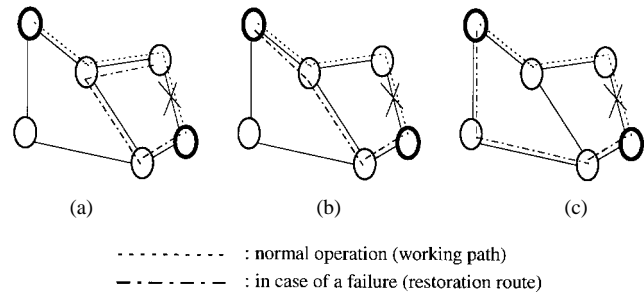 (a) (b) (c)
: normal operation (working path)
: in case of a failure (restoration route)